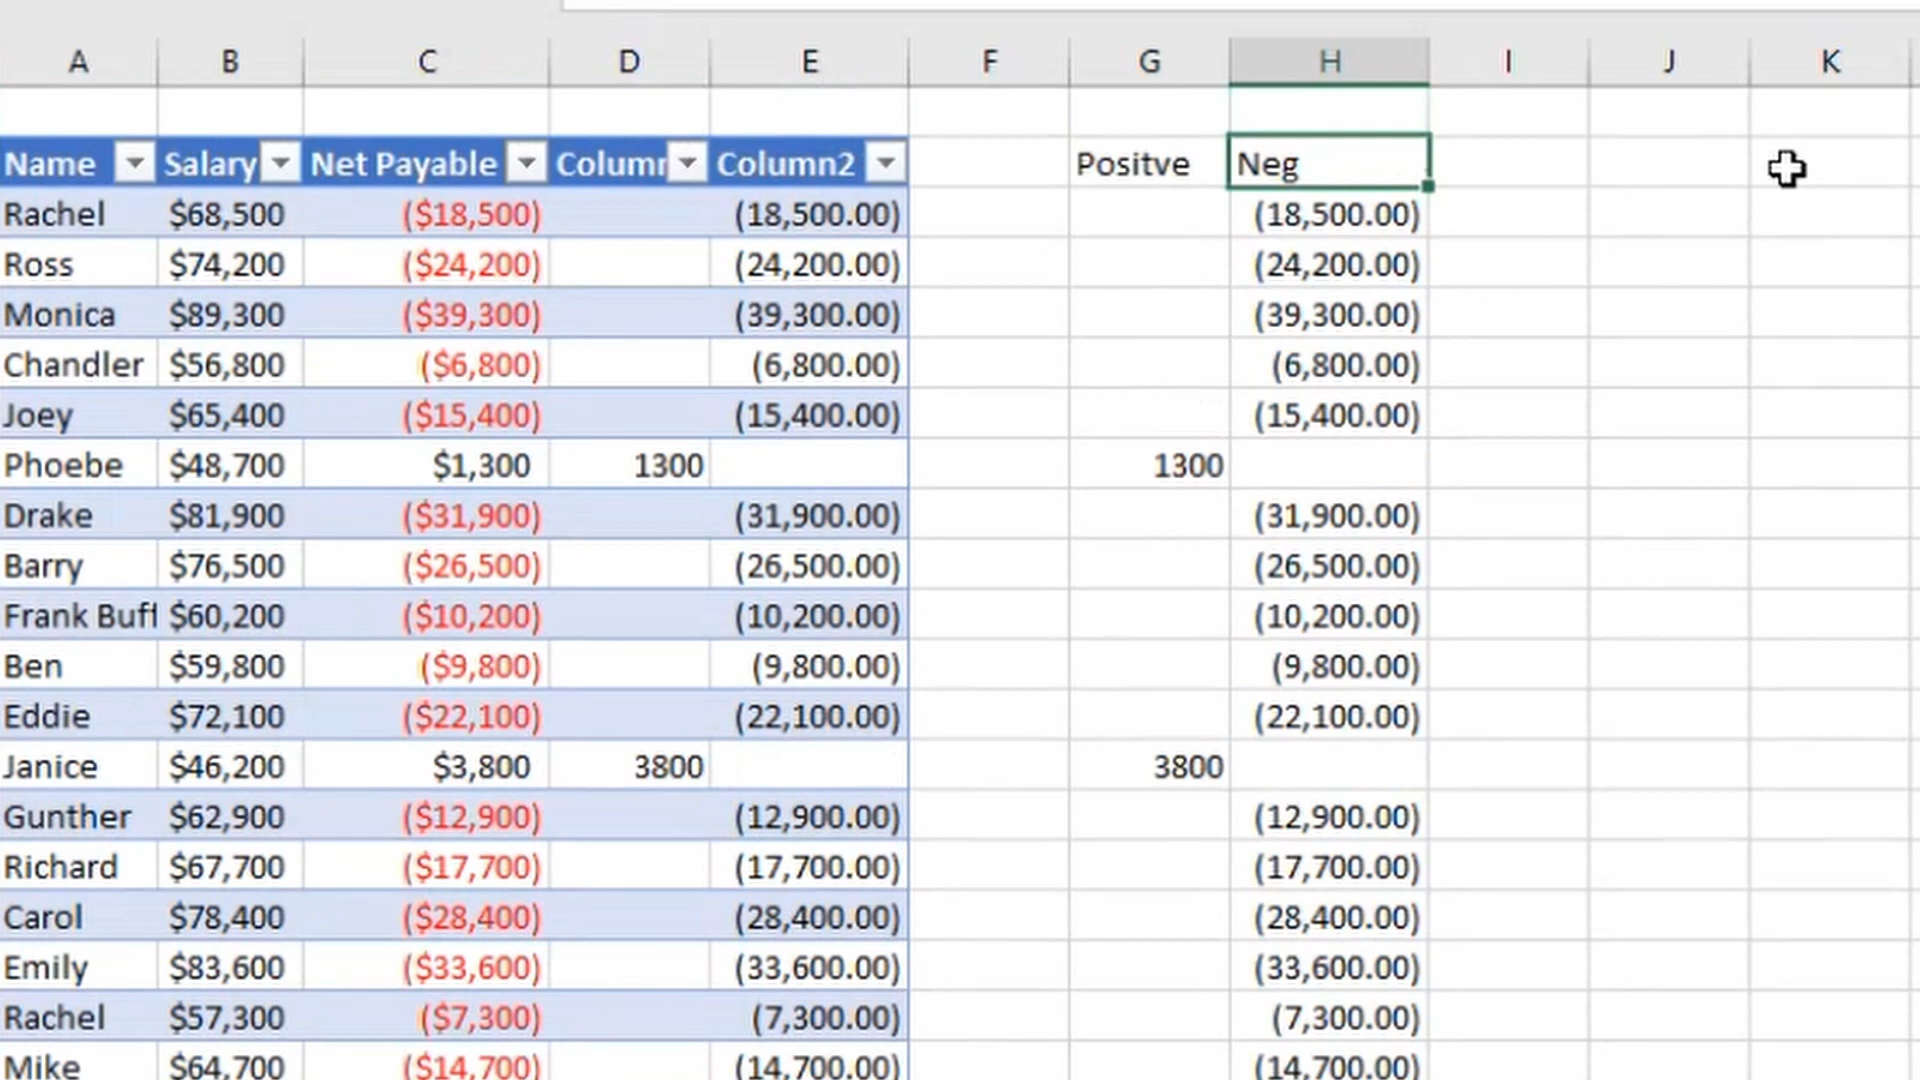 A B C D E F G H I J K
Name Salary Net Payable Column Column2 Positve Neg
Rachel $68,500 ($18,500) (18,500.00) (18,500.00)
Ross $74,200 ($24,200) (24,200.00) (24,200.00)
Monica $89,300 ($39,300) (39,300.00) (39,300.00)
Chandler $56,800 ($6,800) (6,800.00) (6,800.00)
Joey $65,400 ($15,400) (15,400.00) (15,400.00)
Phoebe $48,700 $1,300 1300 1300
Drake $81,900 ($31,900) (31,900.00) (31,900.00)
Barry $76,500 ($26,500) (26,500.00) (26,500.00)
Frank Buff $60,200 ($10,200) (10,200.00) (10,200.00)
Ben $59,800 ($9,800) (9,800.00) (9,800.00)
Eddie $72,100 ($22,100) (22,100.00) (22,100.00)
Janice $46,200 $3,800 3800 3800
Gunther $62,900 ($12,900) (12,900.00) (12,900.00)
Richard $67,700 ($17,700) (17,700.00) (17,700.00)
Carol $78,400 ($28,400) (28,400.00) (28,400.00)
Emily $83,600 ($33,600) (33,600.00) (33,600.00)
Rachel $57,300 ($7,300) (7,300.00) (7,300.00)
Mike $64,700 ($14,700) (14,700.00) (14,700.00)